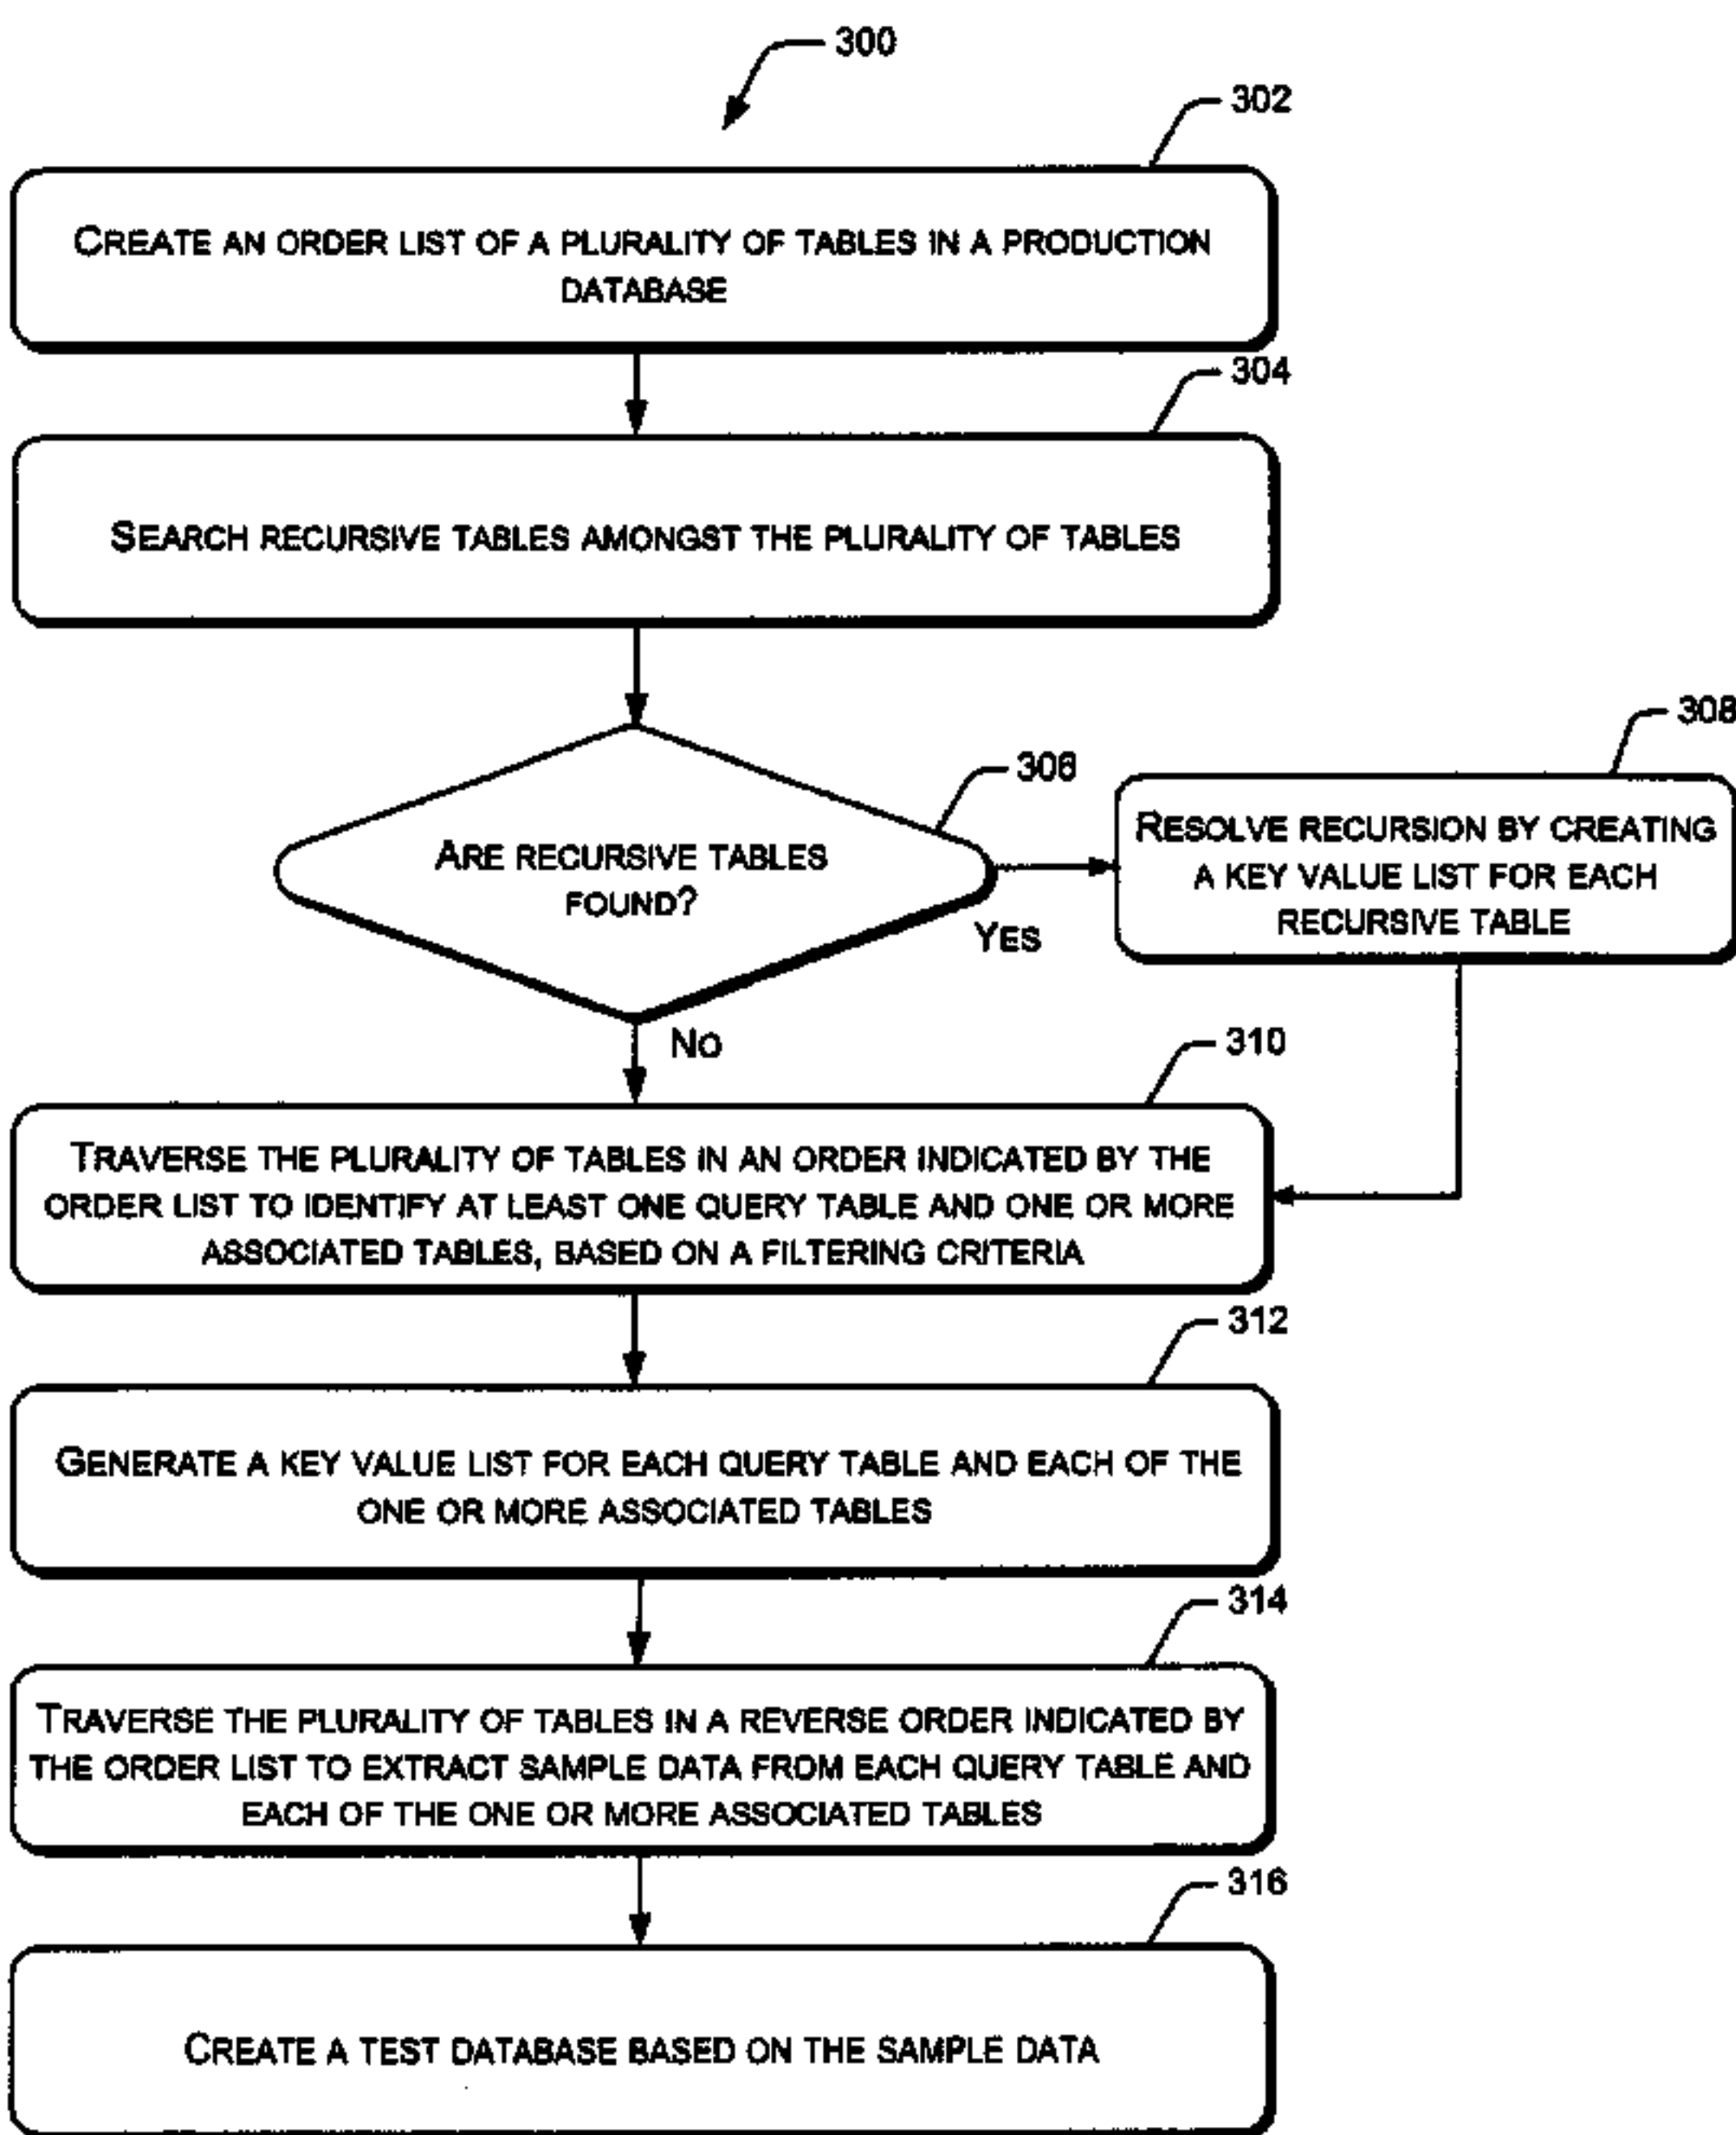 300
302
CREATE AN ORDER LIST OF A PLURALITY OF TABLES IN A PRODUCTION
DATABASE
304
SEARCH RECURSIVE TABLES AMONGST THE PLURALITY OF TABLES
306
ARE RECURSIVE TABLES
FOUND?
YES
308
RESOLVE RECURSION BY CREATING
A KEY VALUE LIST FOR EACH
RECURSIVE TABLE
NO
310
TRAVERSE THE PLURALITY OF TABLES IN AN ORDER INDICATED BY THE
ORDER LIST TO IDENTIFY AT LEAST ONE QUERY TABLE AND ONE OR MORE
ASSOCIATED TABLES, BASED ON A FILTERING CRITERIA
312
GENERATE A KEY VALUE LIST FOR EACH QUERY TABLE AND EACH OF THE
ONE OR MORE ASSOCIATED TABLES
314
TRAVERSE THE PLURALITY OF TABLES IN A REVERSE ORDER INDICATED BY
THE ORDER LIST TO EXTRACT SAMPLE DATA FROM EACH QUERY TABLE AND
EACH OF THE ONE OR MORE ASSOCIATED TABLES
316
CREATE A TEST DATABASE BASED ON THE SAMPLE DATA